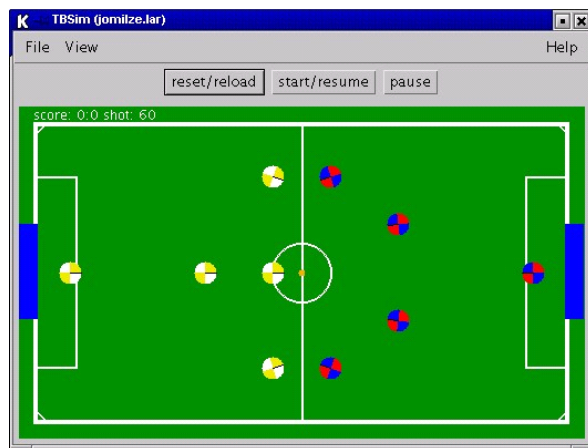 K TBSim (jomilze.lar)
File View Help
reset/reload start/resume pause
score: 0:0 shot: 60